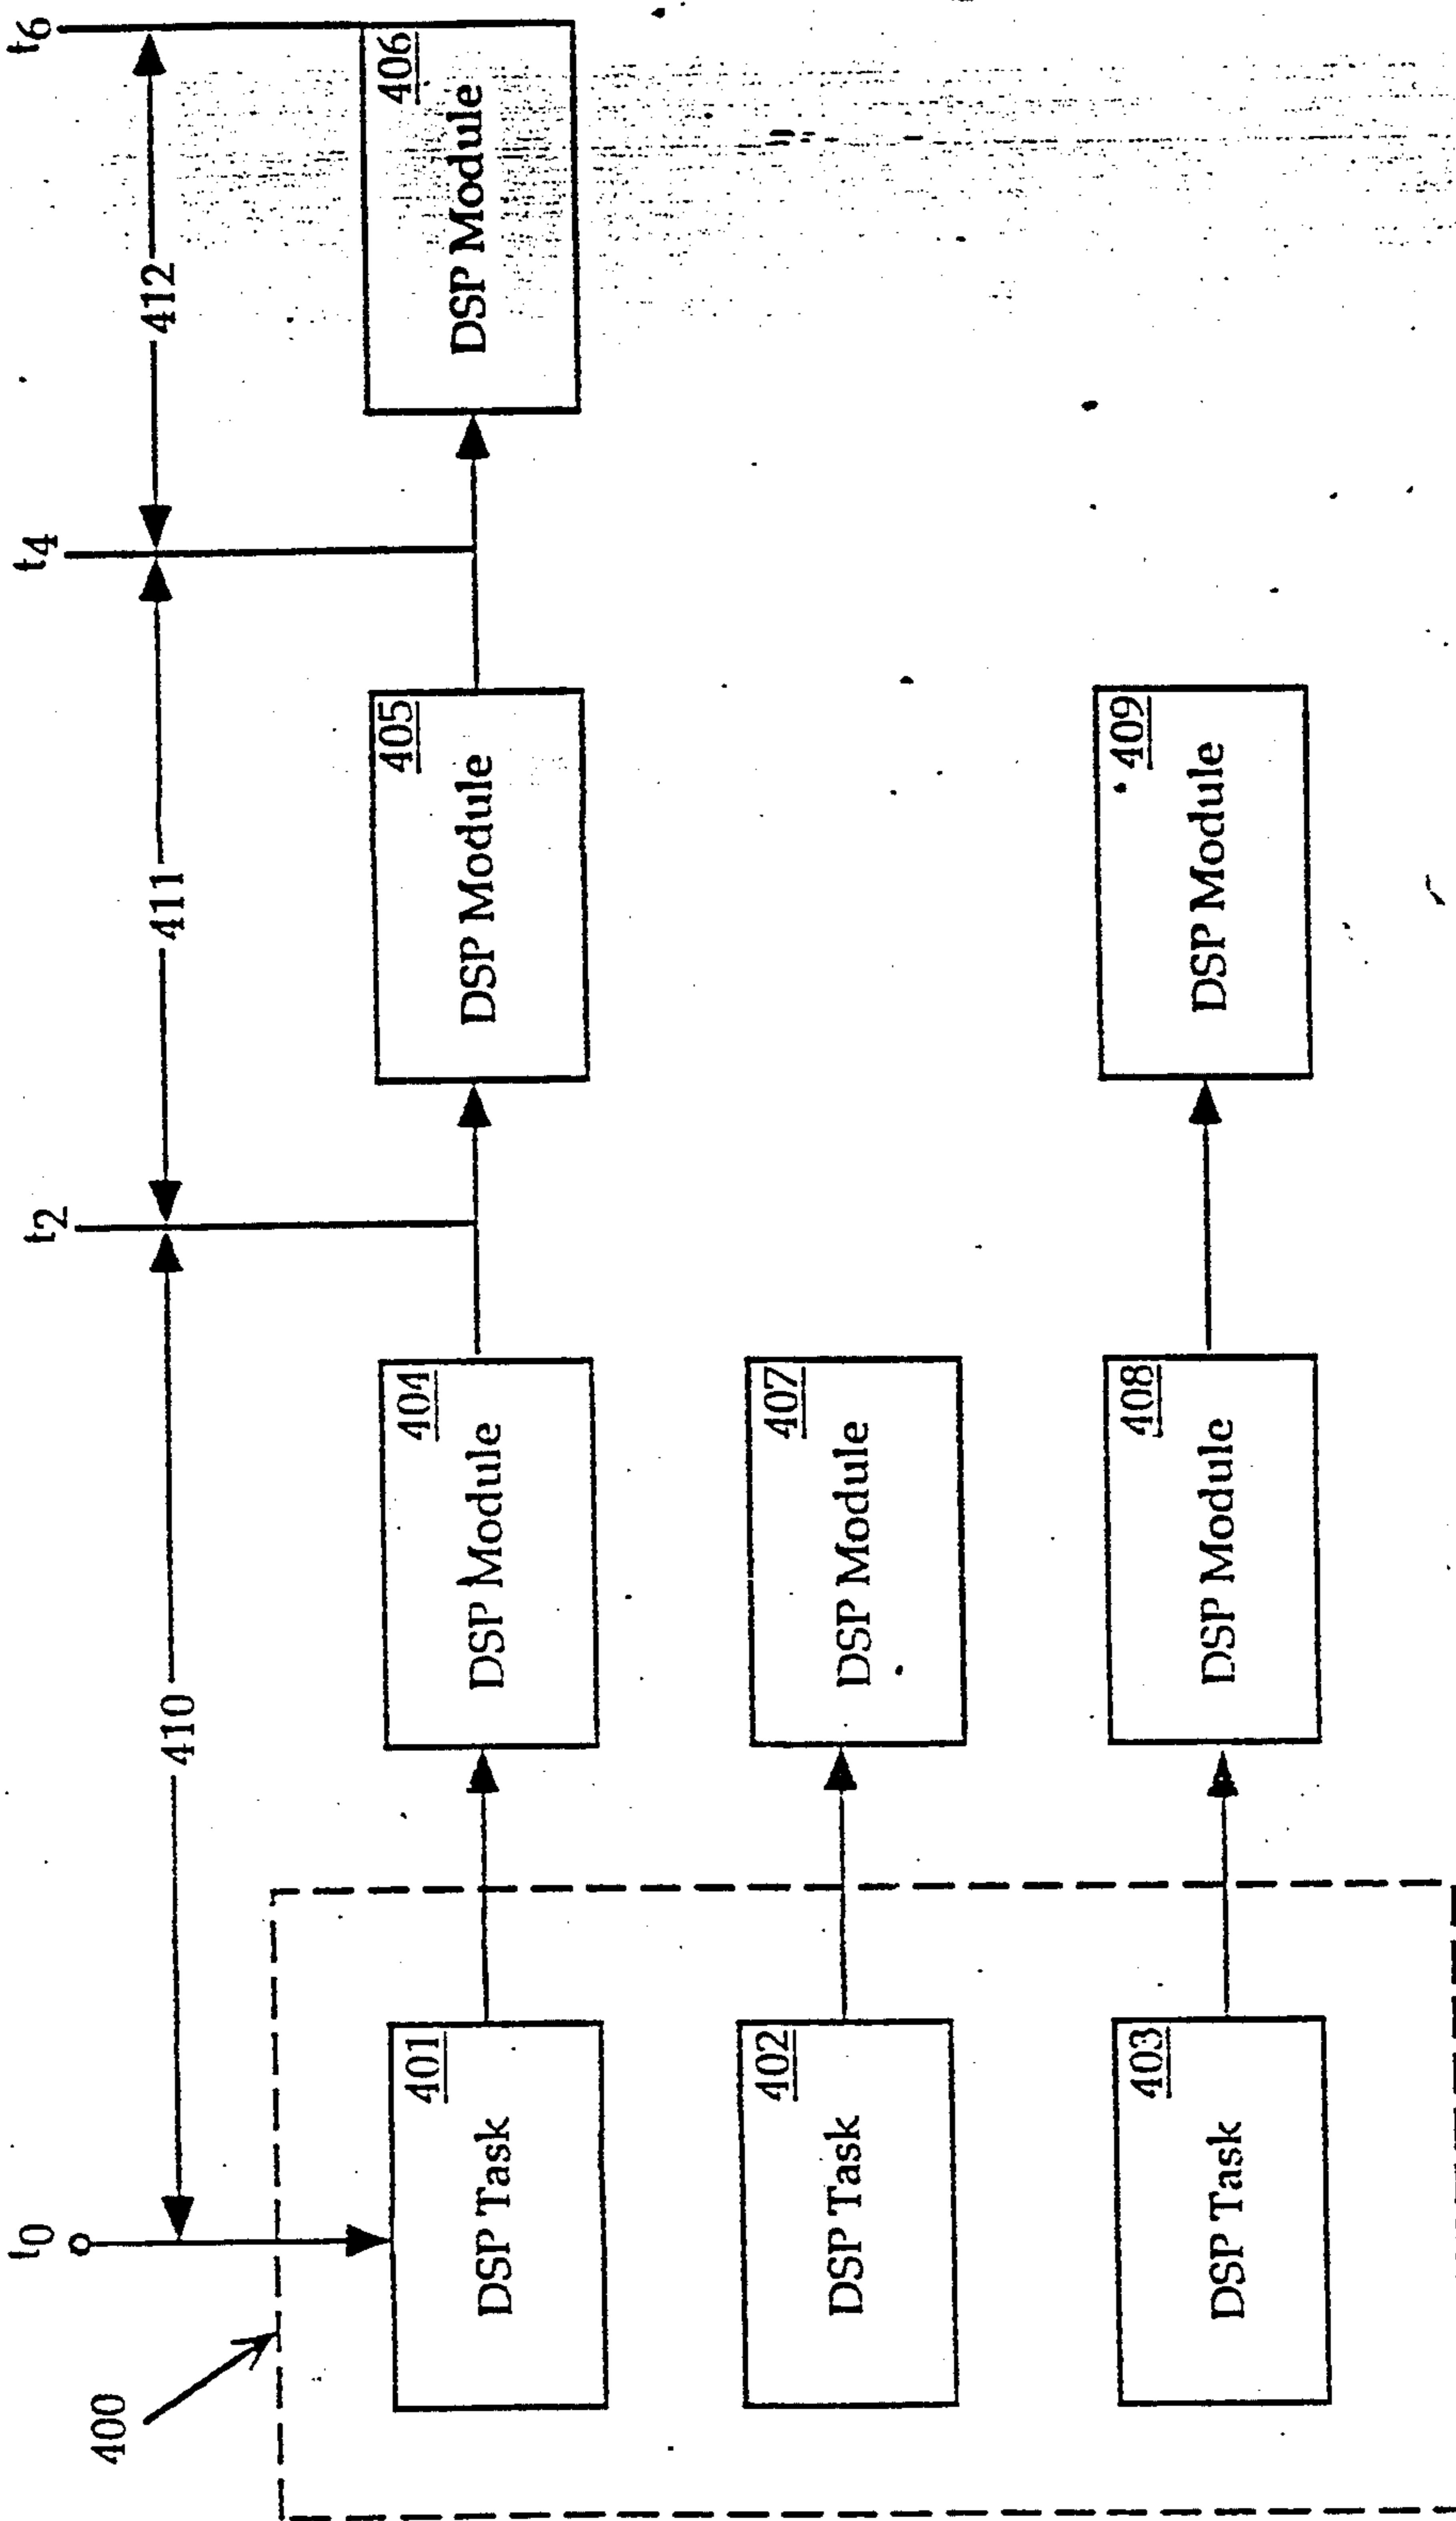 t0
t2
t4
t6
410
411
412
400
401
DSP Task
404
DSP Module
405
DSP Module
406
DSP Module
402
DSP Task
407
DSP Module
403
DSP Task
408
DSP Module
409
DSP Module